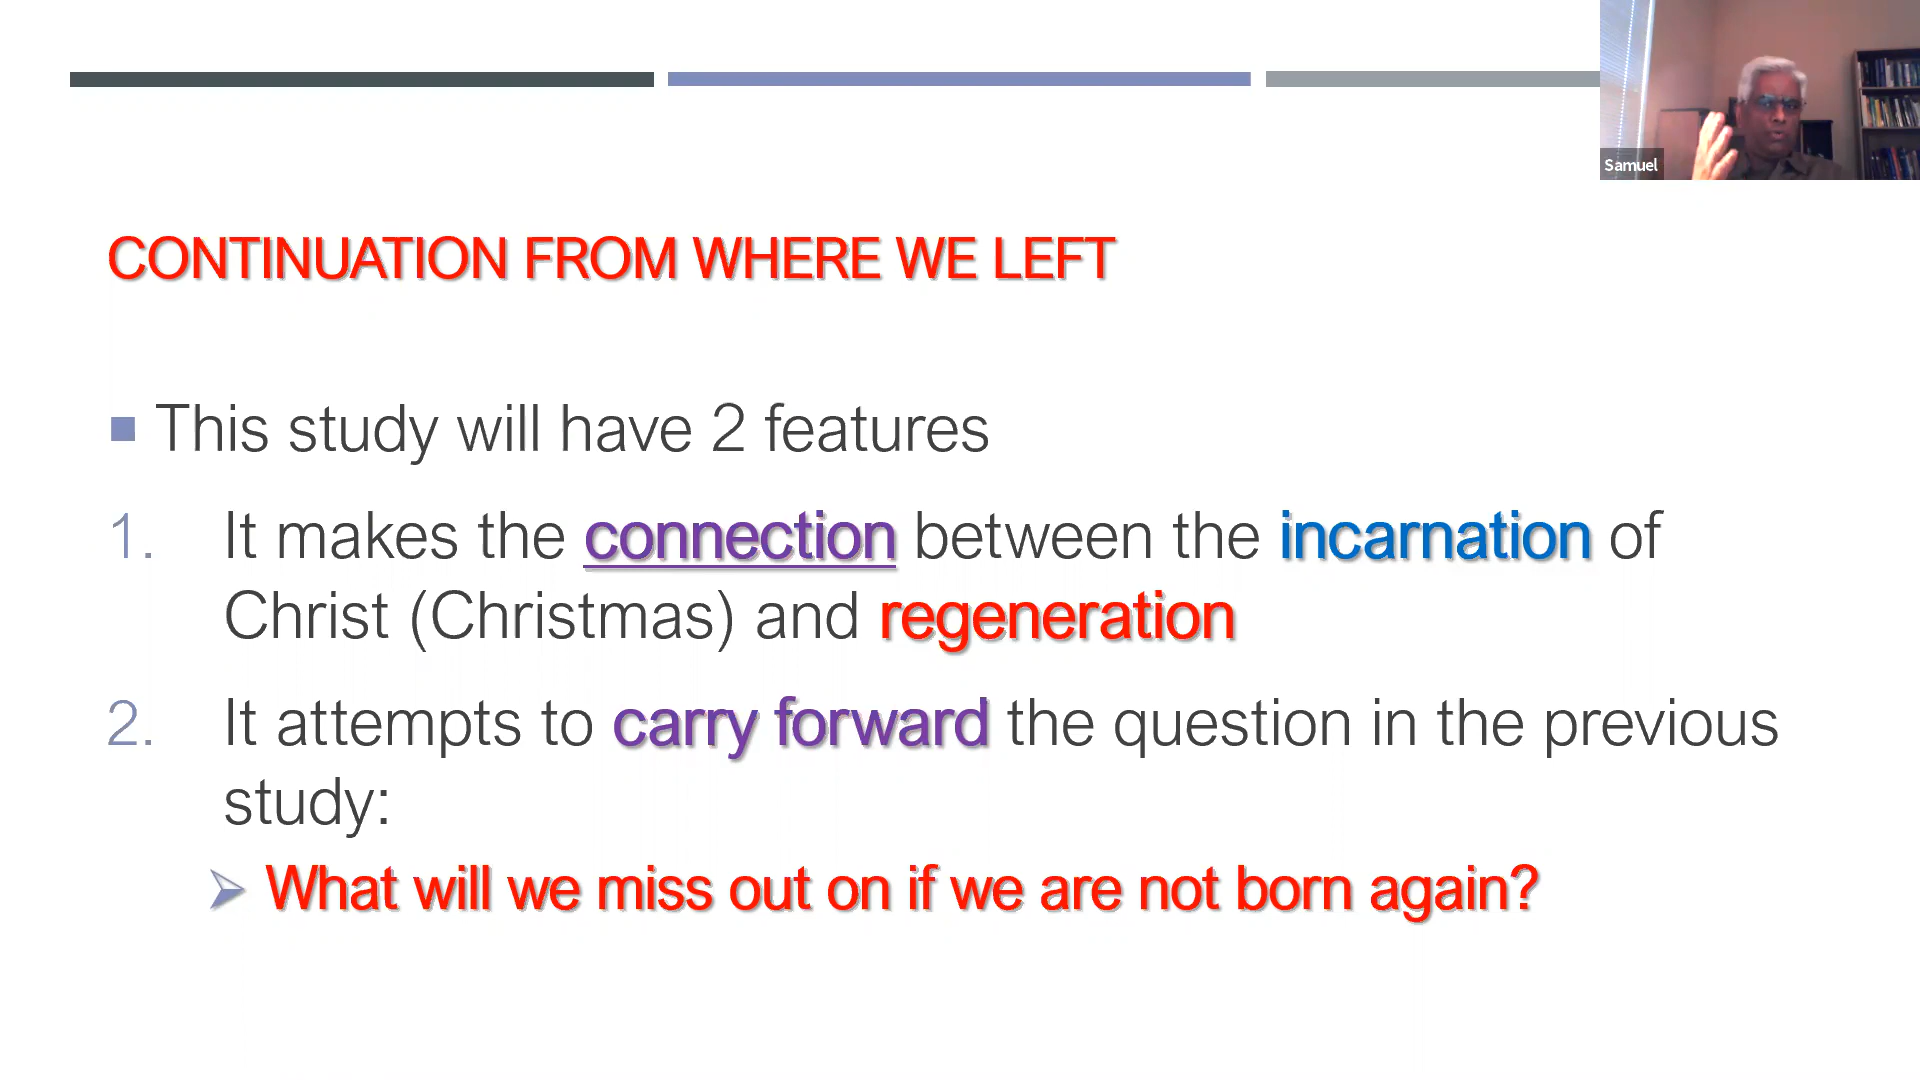 Samuel
CONTINUATION FROM WHERE WE LEFT
This study will have 2 features
1. It makes the connection between the incarnation of
Christ (Christmas) and regeneration
2. It attempts to carry forward the question in the previous
study:
What will we miss out on if we are not born again?